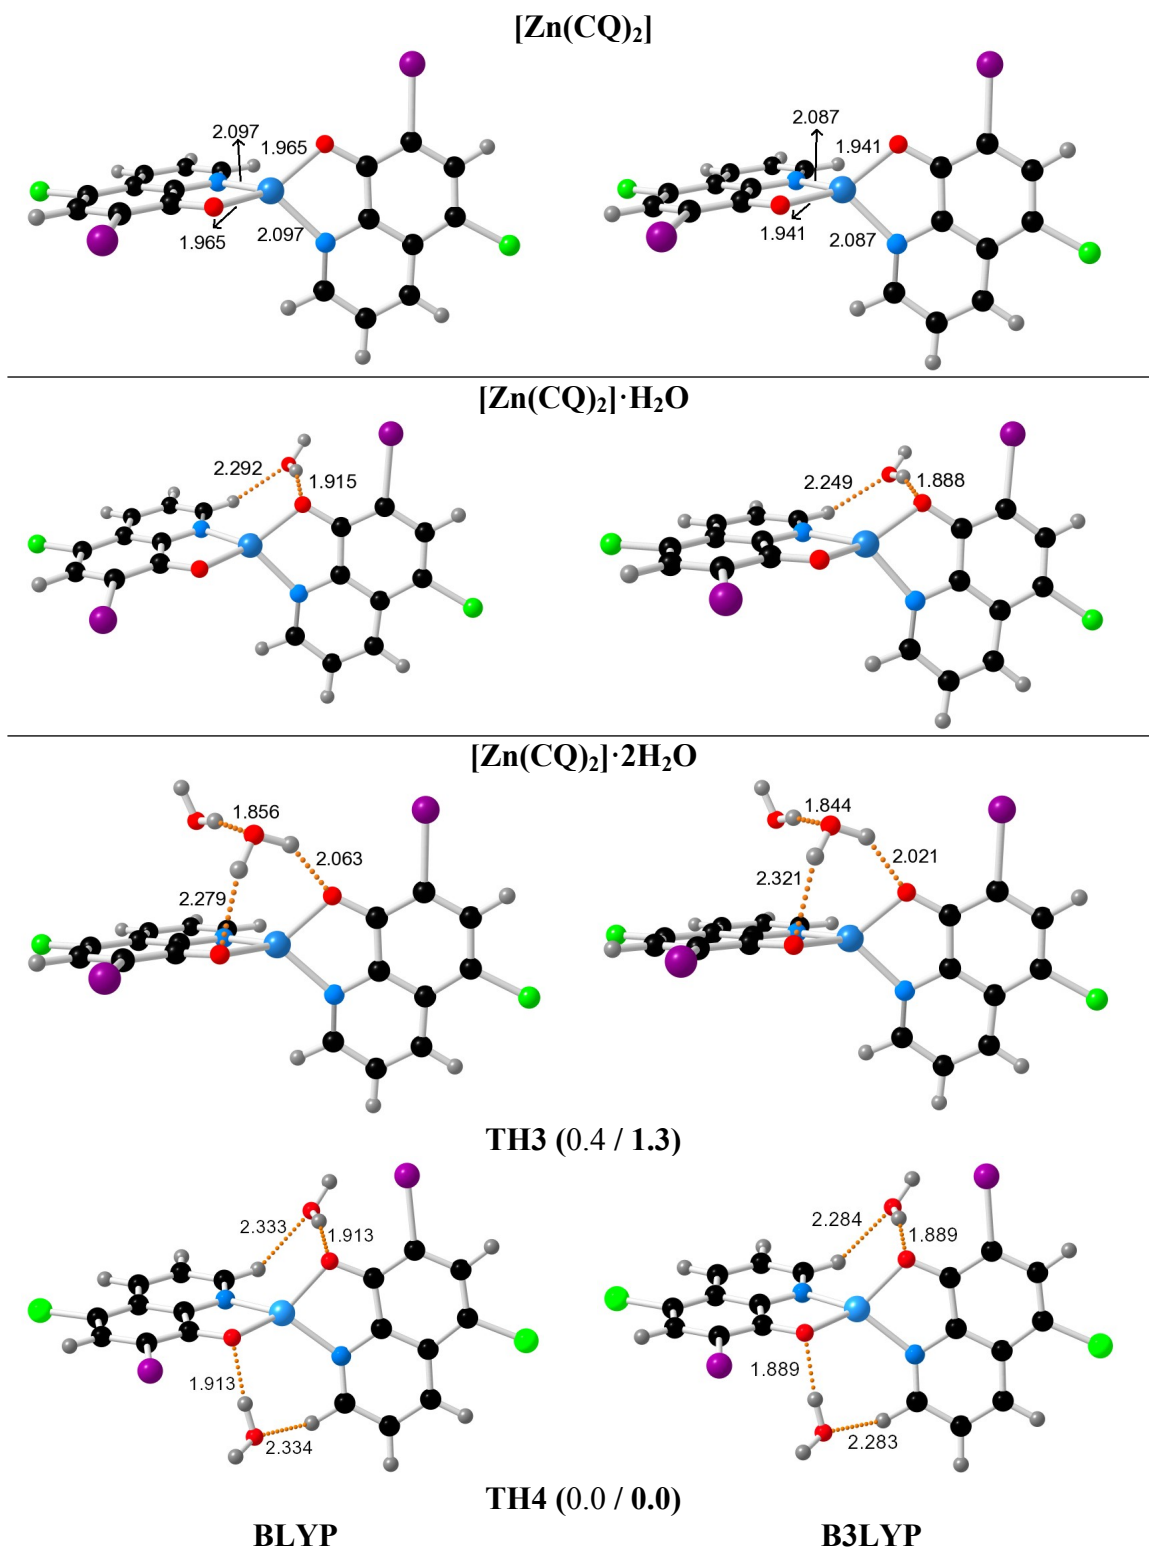 [Zn(CQ)₂]
2.097 1.965 2.087 1.941
1.965 2.097 1.941 2.087
[Zn(CQ)₂]·H₂O
2.292 1.915 2.249 1.888
[Zn(CQ)₂]·2H₂O
1.856 1.844
2.063 2.021
2.279 2.321
TH3 (0.4 / 1.3)
2.333 1.913 2.284 1.889
1.913 1.889
2.334 2.283
TH4 (0.0 / 0.0)
BLYP B3LYP